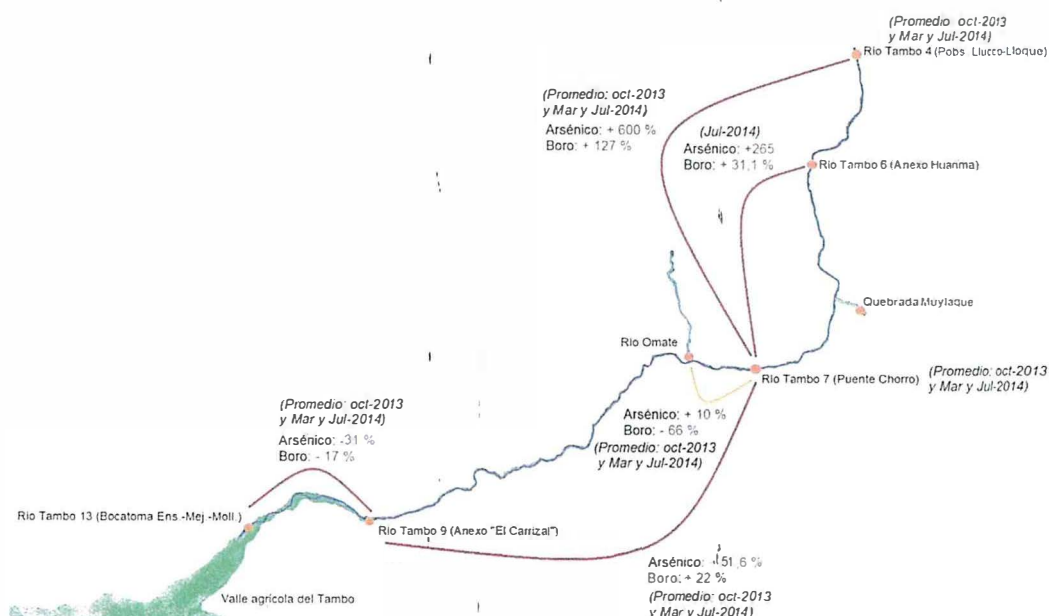 (Promedio oct-2013
y Mar y Jul-2014)
Rio Tambo 4 (Pobs. Llucco-Lloque)
(Promedio: oct-2013
y Mar y Jul-2014)
Arsénico: + 600 %
Boro: + 127 %
(Jul-2014)
Arsénico: +265
Boro: + 31,1 %
Rio Tambo 6 (Anexo Huarina)
Quebrada Muylaque
Rio Omate
Rio Tambo 7 (Puente Chorro)
(Promedio: oct-2013
y Mar y Jul-2014)
Arsénico: + 10 %
Boro: - 66 %
(Promedio: oct-2013
y Mar y Jul-2014)
(Promedio: oct-2013
y Mar y Jul-2014)
Arsénico: -31 %
Boro: - 17 %
Rio Tambo 13 (Bocatoma Ens.-Mej.-Moll.)
Rio Tambo 9 (Anexo "El Carrizal")
Arsénico: +51,6 %
Boro: + 22 %
(Promedio: oct-2013
y Mar y Jul-2014)
Valle agrícola del Tambo